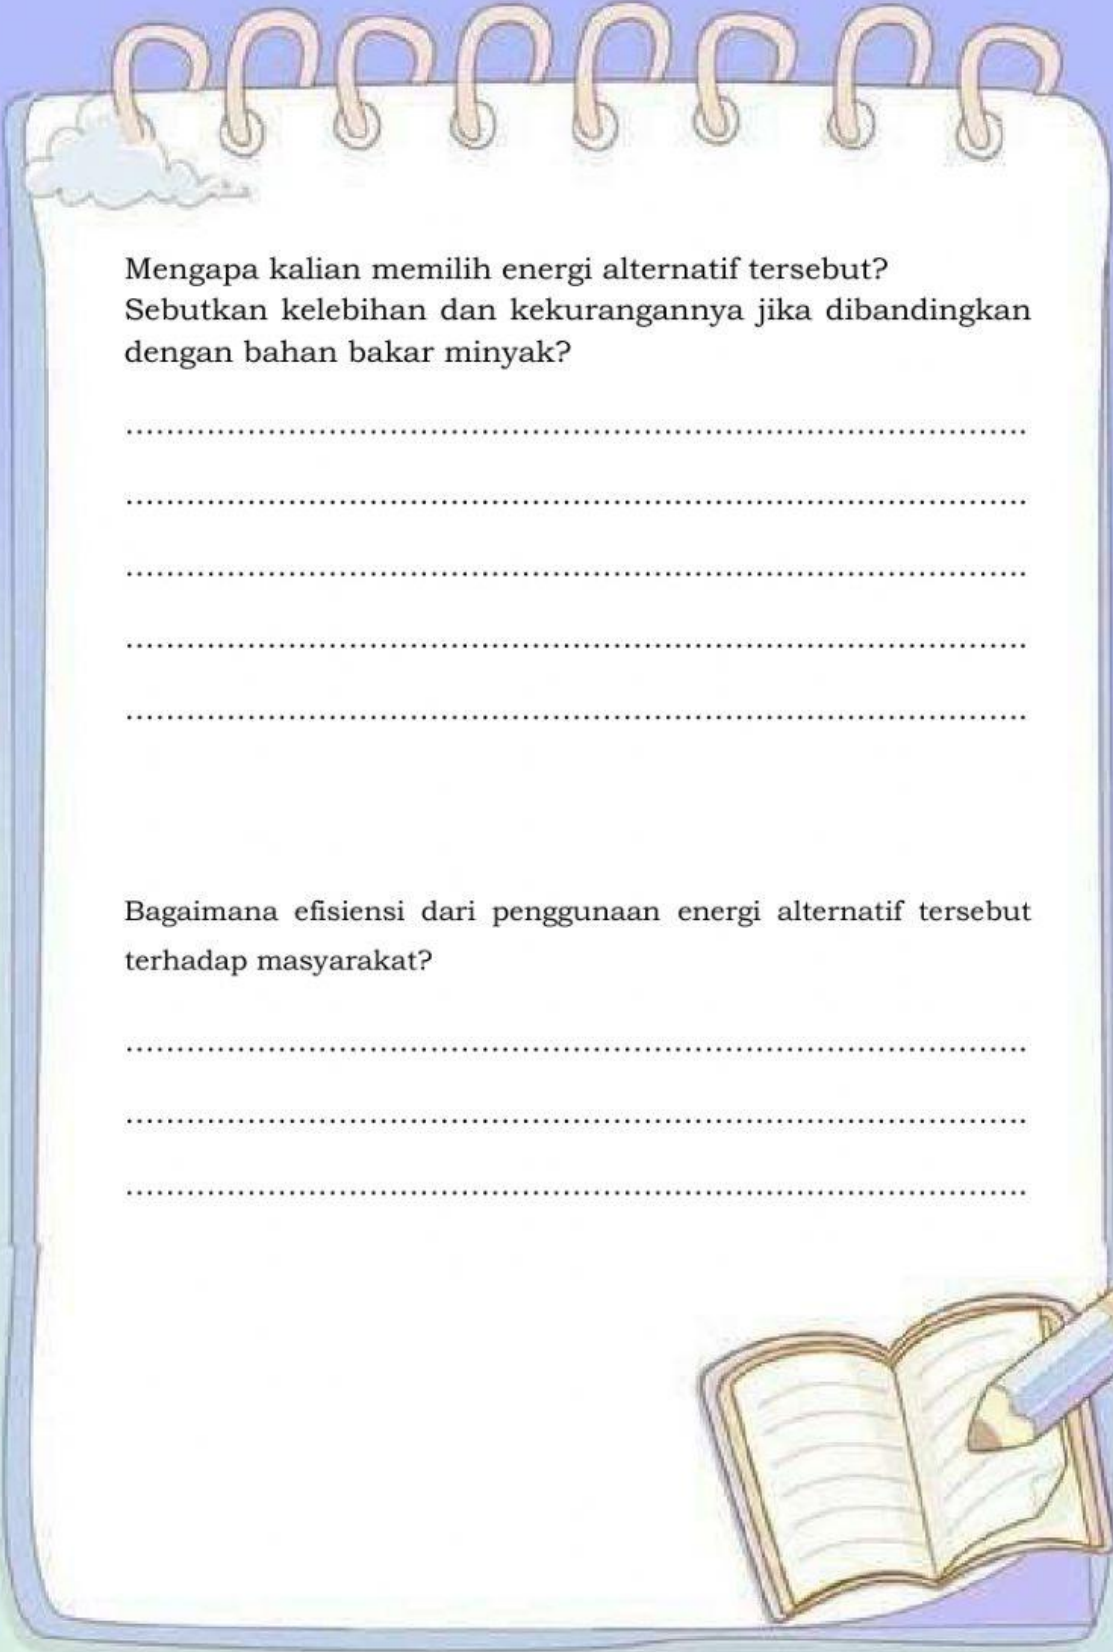 Mengapa kalian memilih energi alternatif tersebut?
Sebutkan kelebihan dan kekurangannya jika dibandingkan
dengan bahan bakar minyak?
..........................................................................................
..........................................................................................
..........................................................................................
..........................................................................................
..........................................................................................
Bagaimana efisiensi dari penggunaan energi alternatif tersebut
terhadap masyarakat?
..........................................................................................
..........................................................................................
..........................................................................................